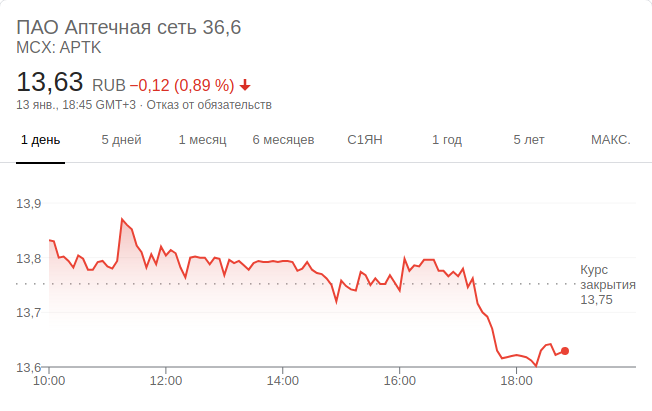 ПАО Аптечная сеть 36,6
MCX: APTK
13,63 RUB −0,12 (0,89 %)
13 янв., 18:45 GMT+3 · Отказ от обязательств
1 день 5 дней 1 месяц 6 месяцев С1ЯН 1 год 5 лет МАКС.
13,9
13,8
Курс
закрытия
13,75
13,7
13,6
10:00 12:00 14:00 16:00 18:00